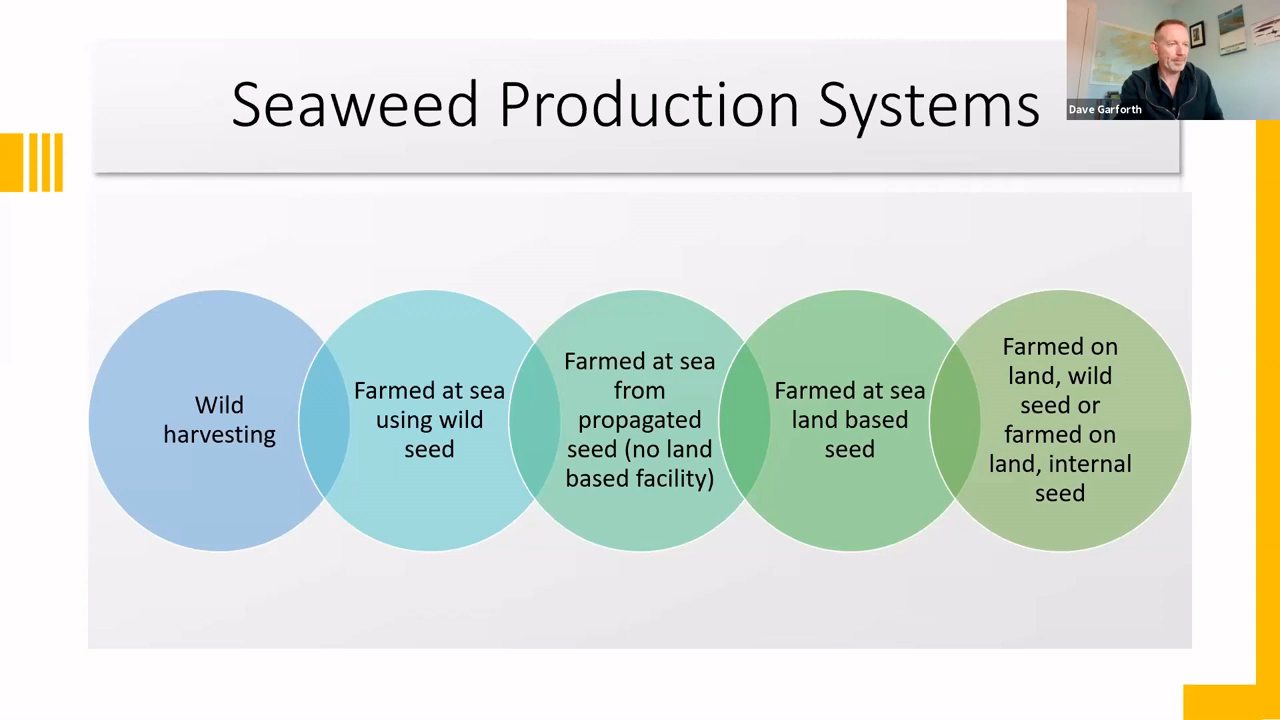 Seaweed Production Systems
Dave Garforth
Wild
harvesting
Farmed at sea
using wild
seed
Farmed at sea
from
propagated
seed (no land
based facility)
Farmed at sea
land based
seed
Farmed on
land, wild
seed or
farmed on
land, internal
seed